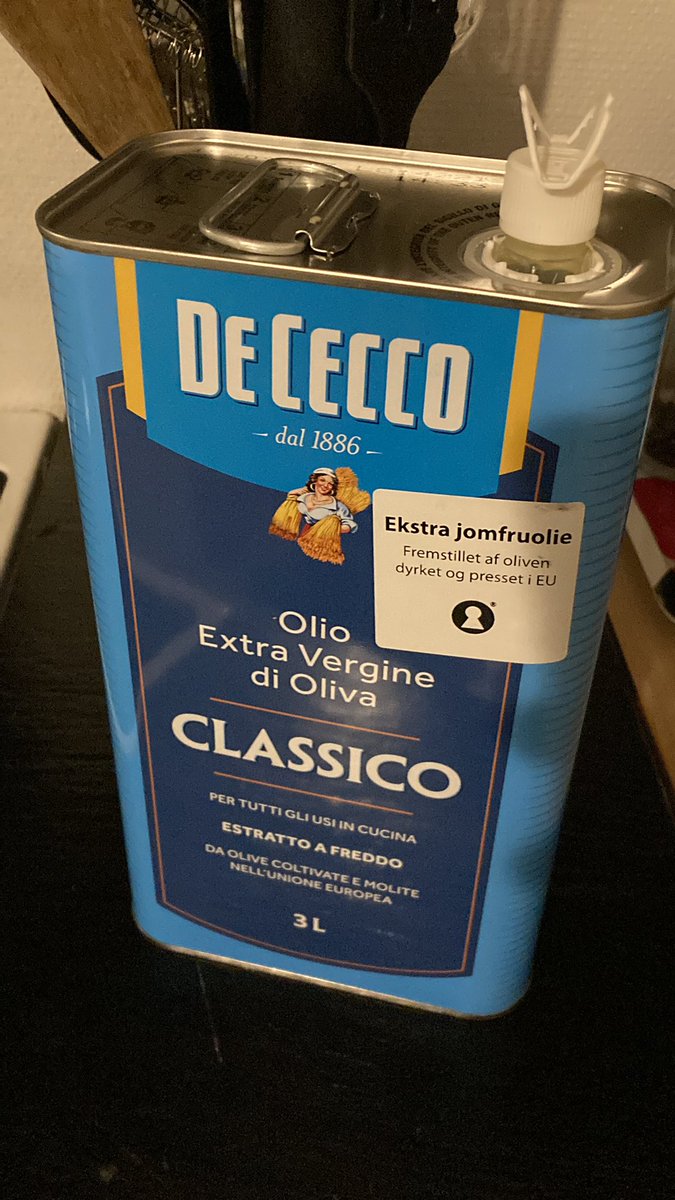 DE CECCO
dal 1886
Ekstra jomfruolie
Fremstillet af oliven
dyrket og presset i EU
Olio
Extra Vergine
di Oliva
CLASSICO
PER TUTTI GLI USI IN CUCINA
ESTRATTO A FREDDO
DA OLIVE COLTIVATE E MOLITE
NELL'UNIONE EUROPEA
3 L